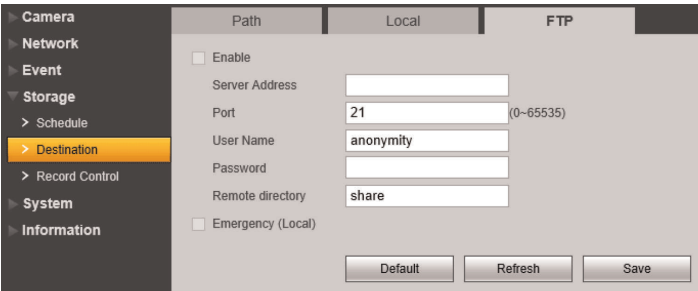 Camera
Network
Event
Storage
> Schedule
> Destination
> Record Control
System
Information
Path Local FTP
Enable
Server Address
Port 21 (0~65535)
User Name anonymity
Password
Remote directory share
Emergency (Local)
Default Refresh Save